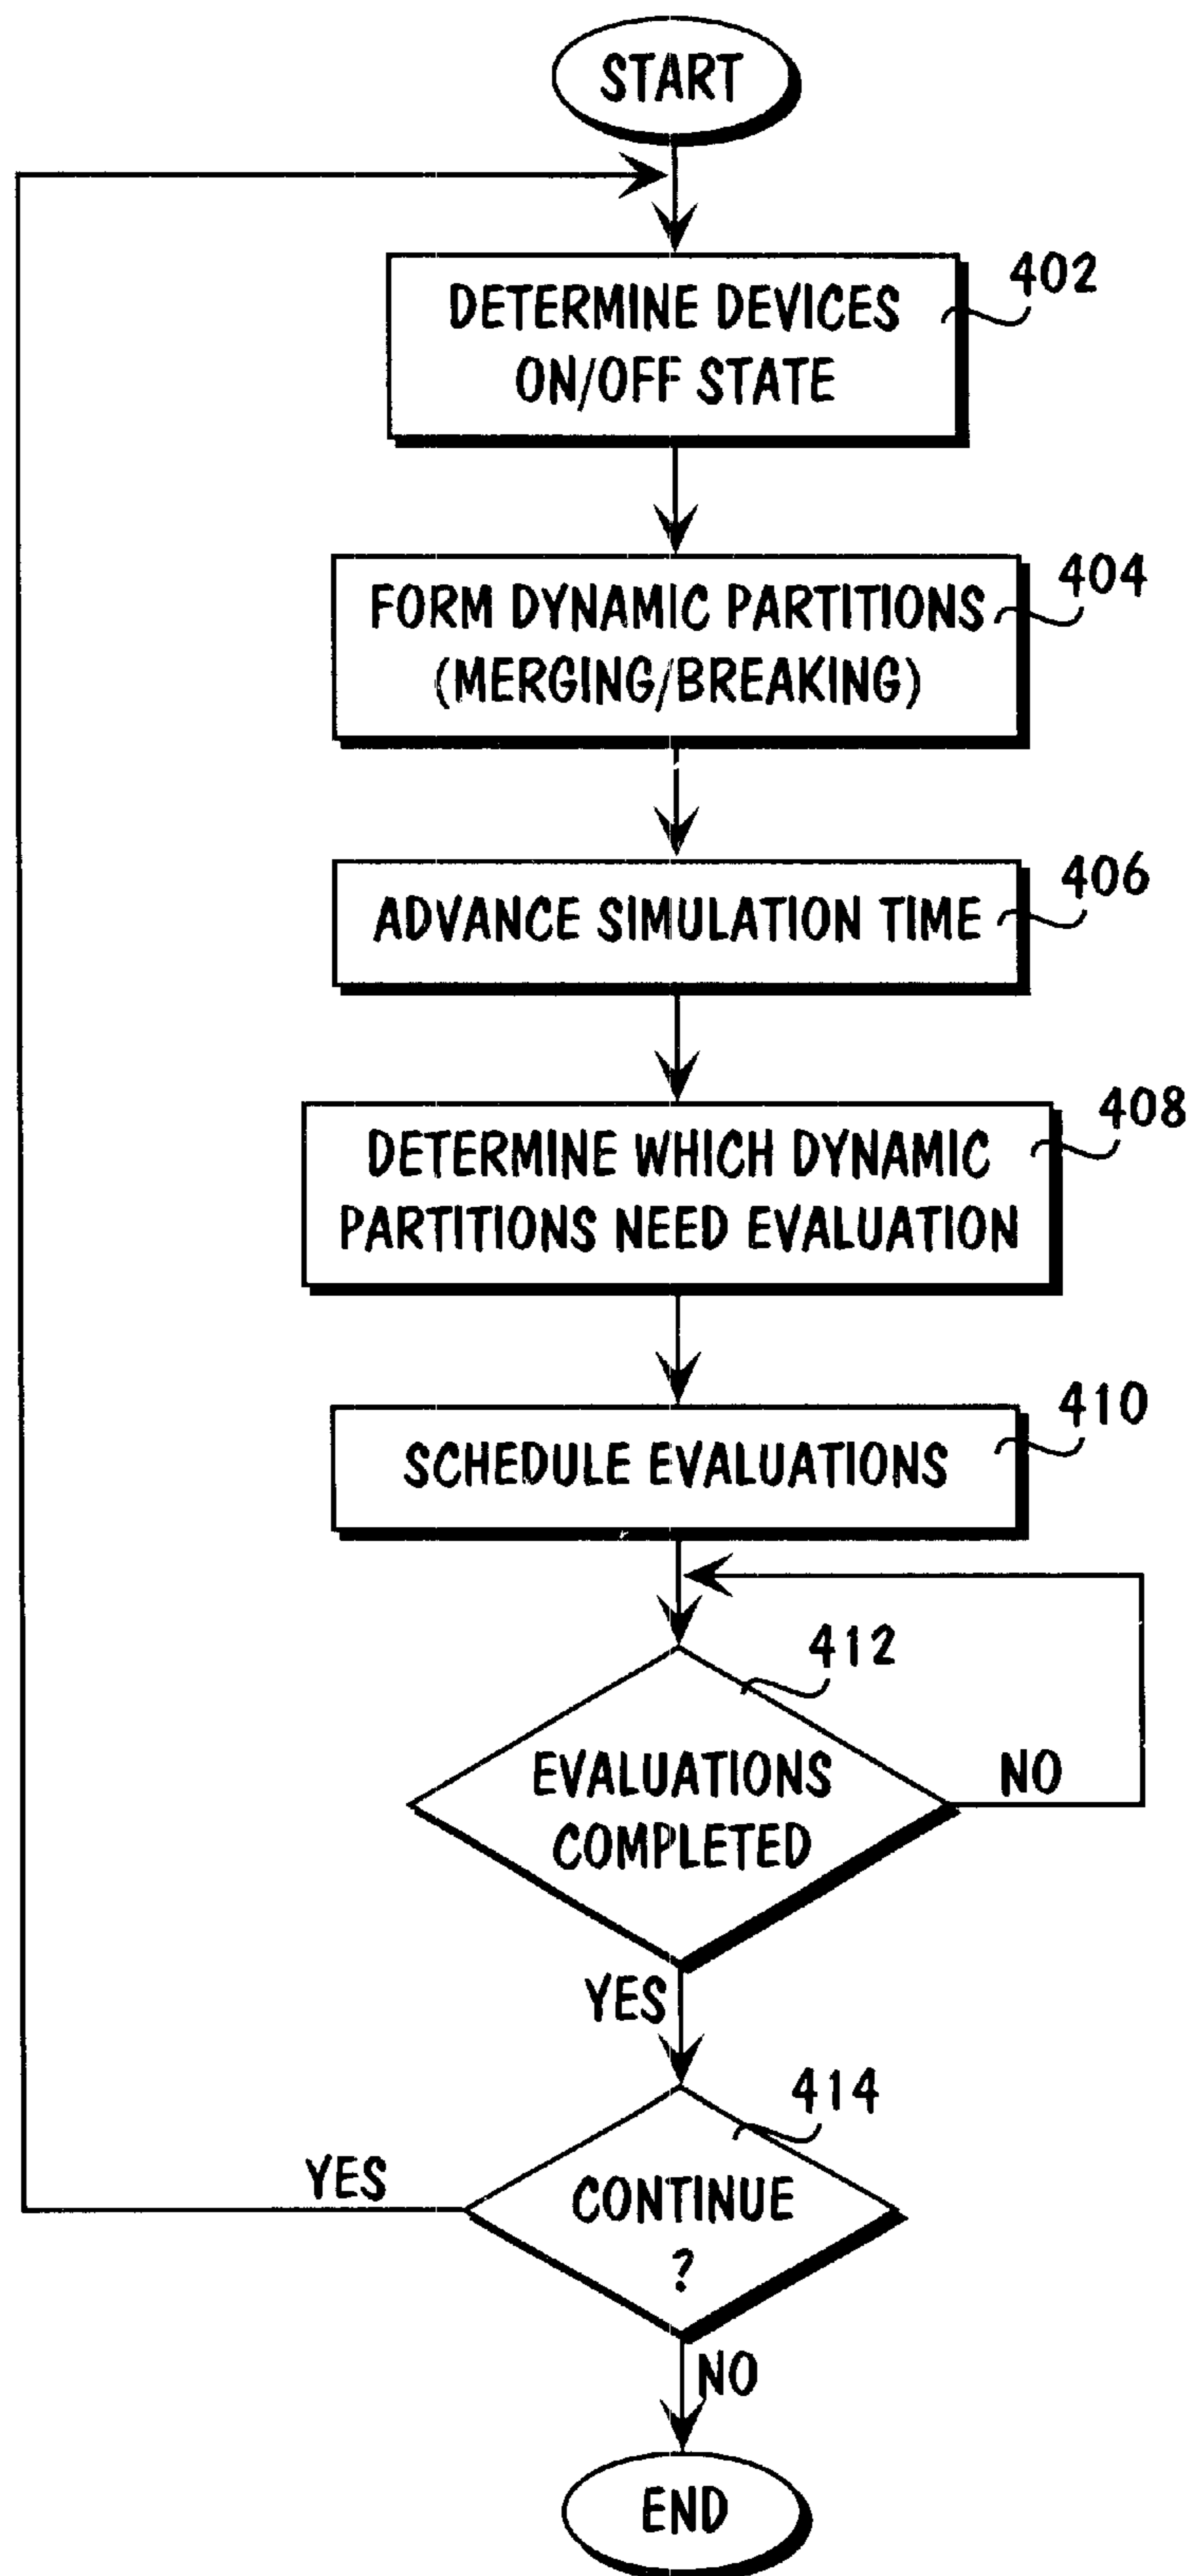 START
402
DETERMINE DEVICES
ON/OFF STATE
404
FORM DYNAMIC PARTITIONS
(MERGING/BREAKING)
406
ADVANCE SIMULATION TIME
408
DETERMINE WHICH DYNAMIC
PARTITIONS NEED EVALUATION
410
SCHEDULE EVALUATIONS
412
EVALUATIONS
COMPLETED
NO
YES
414
CONTINUE
?
YES
NO
END